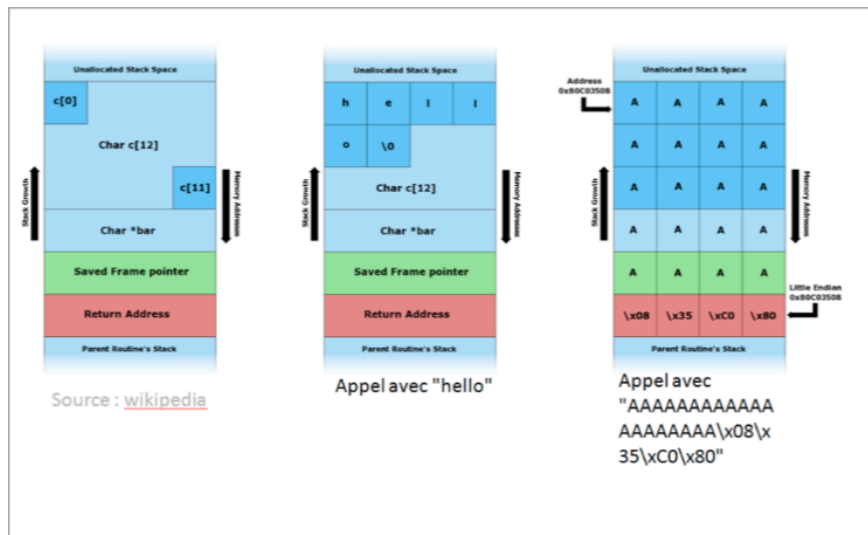 Unallocated Stack Space
c[0]
Char c[12]
c[11]
Stack Growth
Memory Addresses
Char *bar
Saved Frame pointer
Return Address
Parent Routine's Stack
Source : wikipedia
Unallocated Stack Space
h e l l
o \0
Char c[12]
Stack Growth
Memory Addresses
Char *bar
Saved Frame pointer
Return Address
Parent Routine's Stack
Appel avec "hello"
Address
0x80C03508
Unallocated Stack Space
A A A A
A A A A
A A A A
Stack Growth
Memory Addresses
A A A A
A A A A
Little Endian
0x80C03508
\x08 \x35 \xC0 \x80
Parent Routine's Stack
Appel avec
"AAAAAAAAAAAA
AAAAAAAA\x08\x
35\xC0\x80"